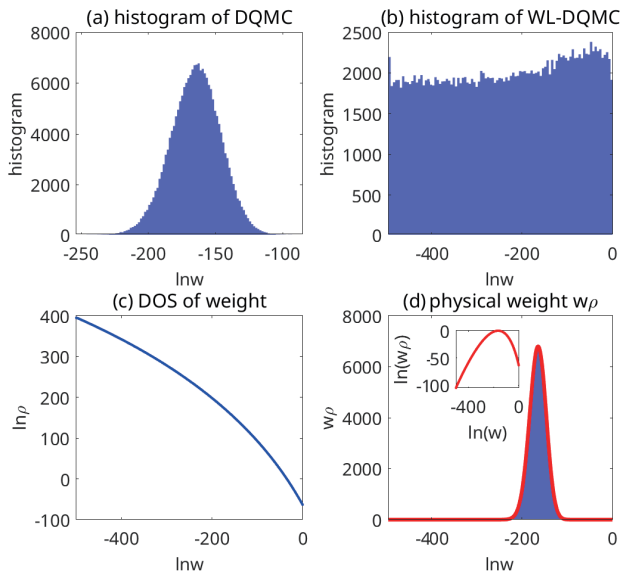 (a) histogram of DQMC
8000
6000
4000
2000
0
histogram
-250 -200 -150 -100
lnw
(b) histogram of WL-DQMC
2500
2000
1500
1000
500
0
histogram
-400 -200 0
lnw
(c) DOS of weight
400
300
200
100
0
-100
lnρ
-400 -200 0
lnw
(d) physical weight wρ
8000
6000
4000
2000
0
wρ
-400 -200 0
lnw
0
-50
-100
ln(wρ)
-400 0
ln(w)